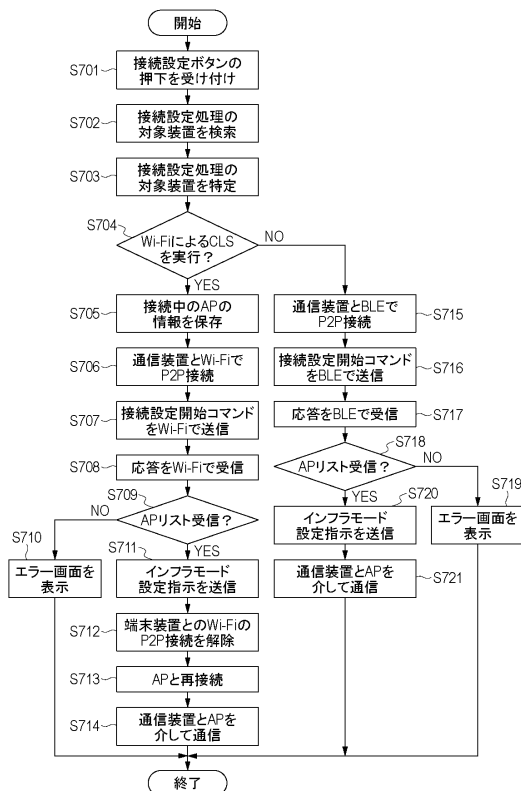 開始
S701
接続設定ボタンの
押下を受け付け
S702
接続設定処理の
対象装置を検索
S703
接続設定処理の
対象装置を特定
S704
Wi-FiによるCLS
を実行？
NO
YES
S705
接続中のAPの
情報を保存
S706
通信装置とWi-Fiで
P2P接続
S707
接続設定開始コマンド
をWi-Fiで送信
S708
応答をWi-Fiで受信
S709
APリスト受信？
NO
YES
S710
エラー画面を
表示
S711
インフラモード
設定指示を送信
S712
端末装置とのWi-Fiの
P2P接続を解除
S713
APと再接続
S714
通信装置とAPを
介して通信
通信装置とBLEで
P2P接続
S715
接続設定開始コマンド
をBLEで送信
S716
応答をBLEで受信
S717
S718
APリスト受信？
NO
YES
S719
エラー画面を
表示
S720
インフラモード
設定指示を送信
通信装置とAPを
介して通信
S721
終了